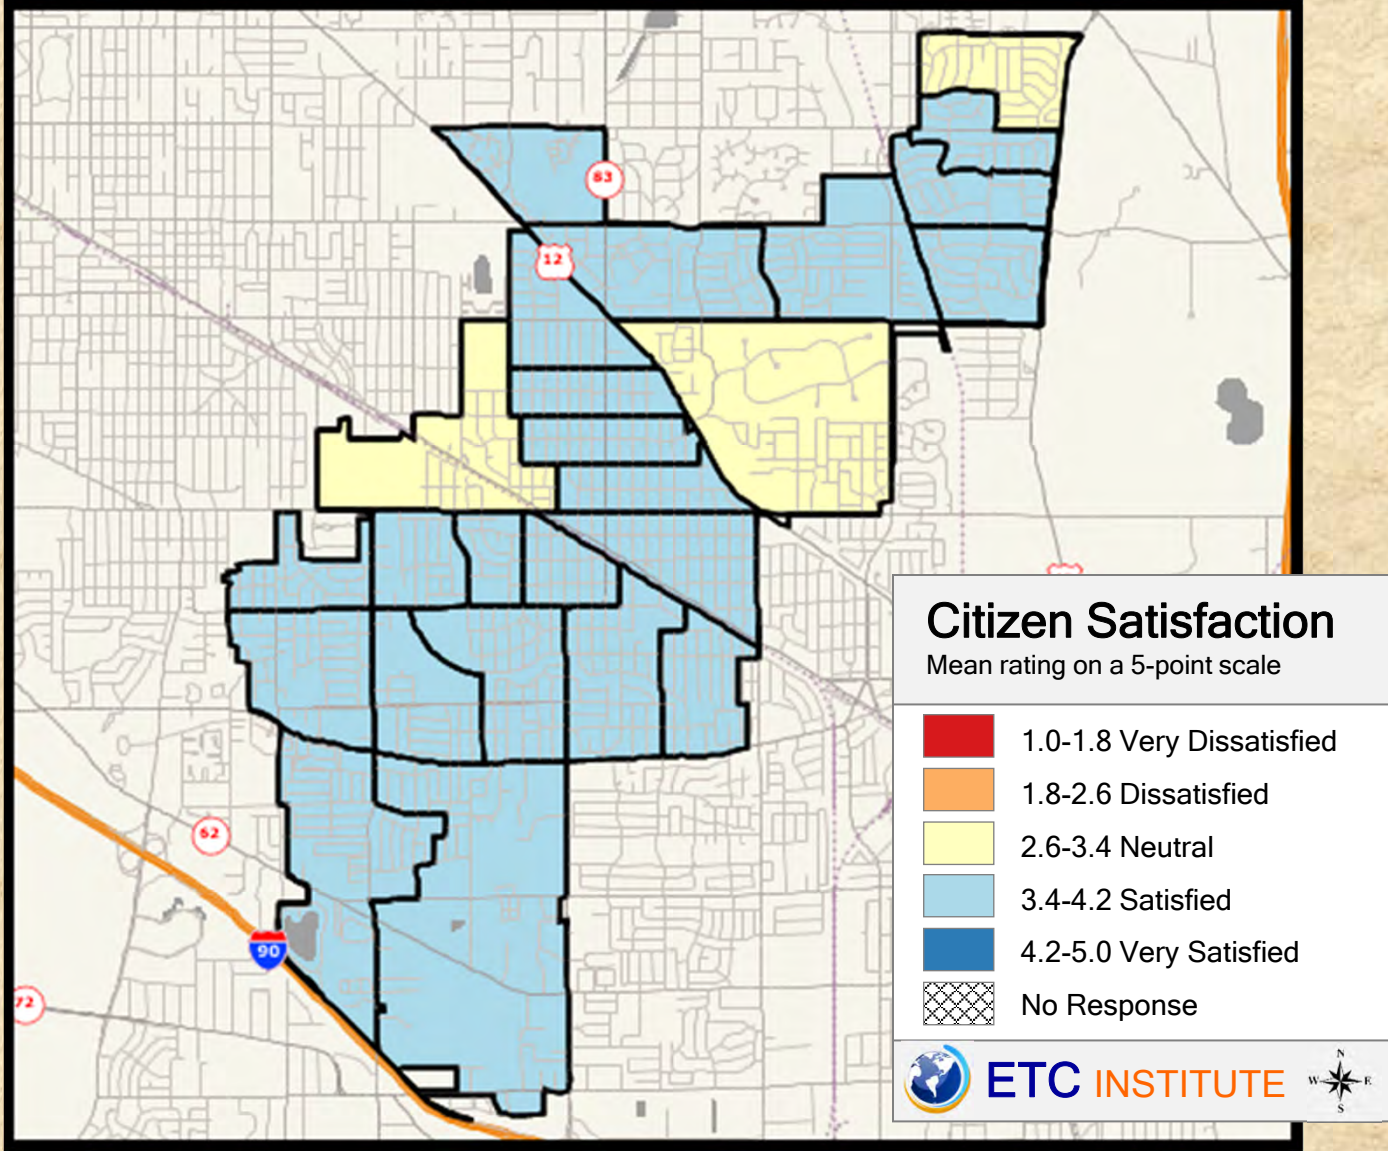 83
12
62
90
72
Citizen Satisfaction
Mean rating on a 5-point scale
1.0-1.8 Very Dissatisfied
1.8-2.6 Dissatisfied
2.6-3.4 Neutral
3.4-4.2 Satisfied
4.2-5.0 Very Satisfied
No Response
ETC INSTITUTE
N
W E
S